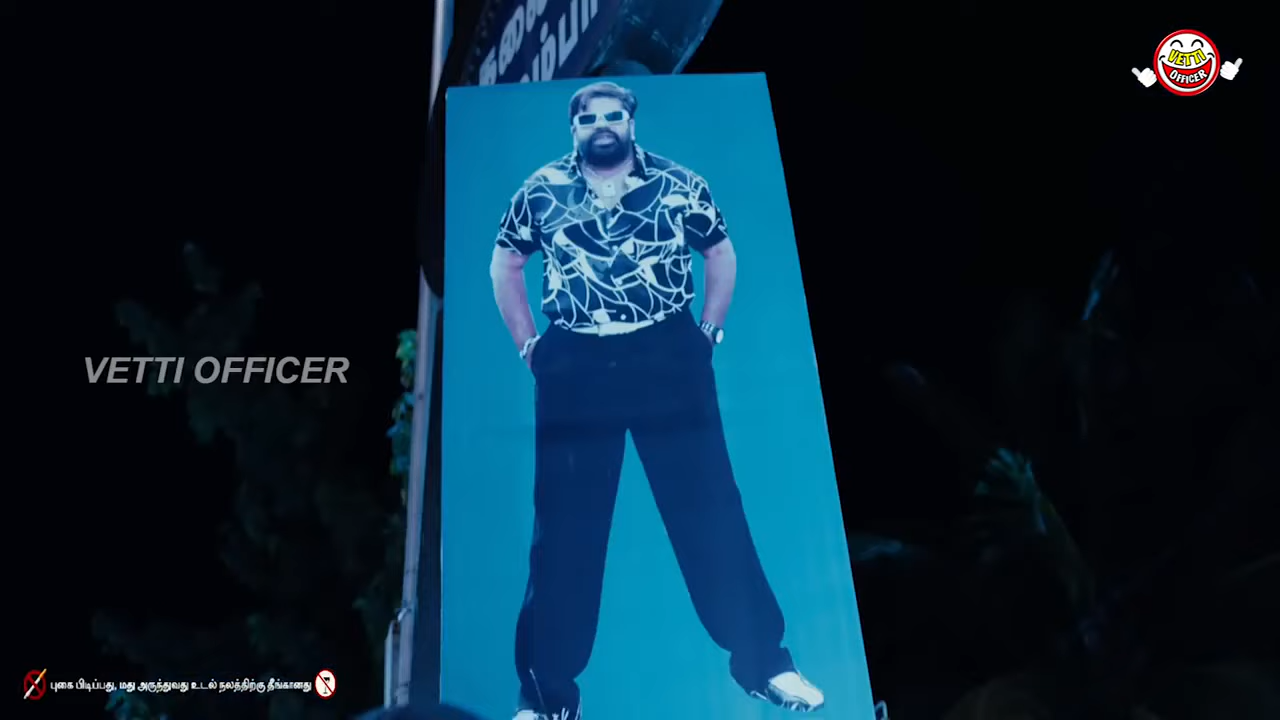 VETTI
OFFICER
VETTI OFFICER
புகை பிடிப்பது, மது அருந்துவது உடல் நலத்திற்கு தீங்கானது